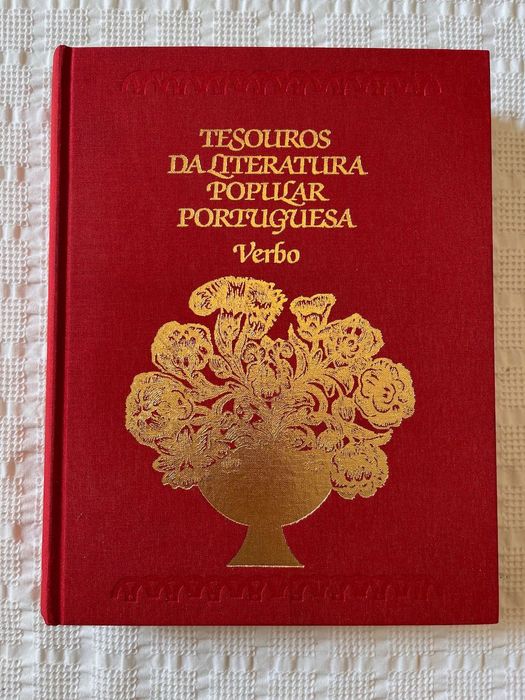 TESOUROS
DA LITERATURA
POPULAR
PORTUGUESA
Verbo